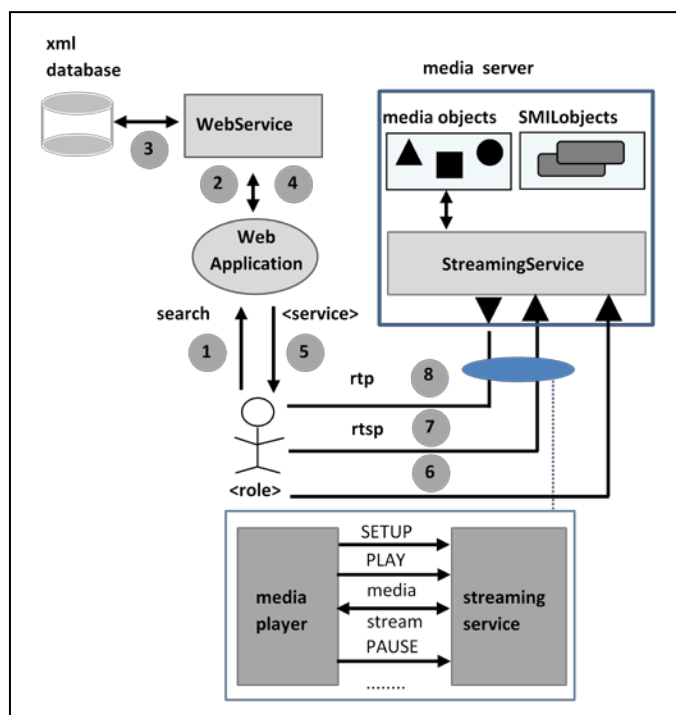 xml
database
media server
WebService
media objects
SMILobjects
3
2
4
Web
Application
StreamingService
search
<service>
1
5
rtp
8
rtsp
7
6
<role>
SETUP
PLAY
media
player
media
stream
streaming
service
PAUSE
........